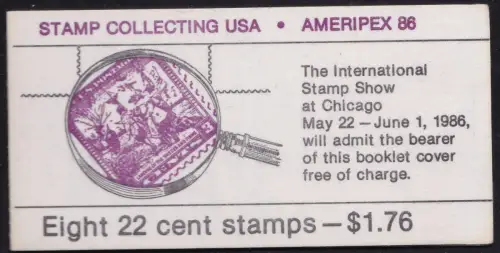 STAMP COLLECTING USA • AMERIPEX 86
The International
Stamp Show
at Chicago
May 22 – June 1, 1986,
will admit the bearer
of this booklet cover
free of charge.
Eight 22 cent stamps – $1.76